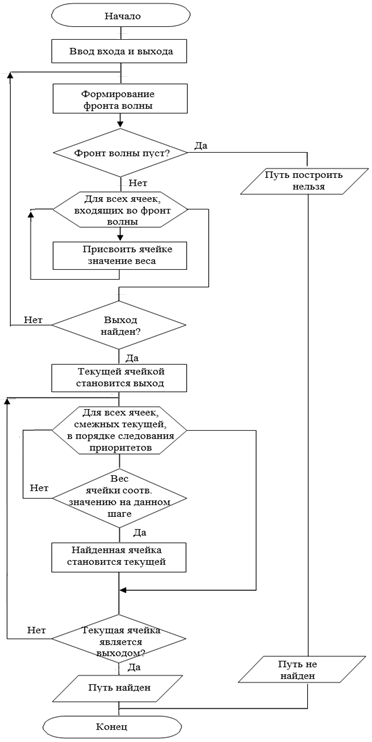 Начало
Ввод входа и выхода
Формирование
фронта волны
Фронт волны пуст?
Да
Путь построить
нельзя
Нет
Для всех ячеек,
входящих во фронт
волны
Присвоить ячейке
значение веса
Нет
Выход
найден?
Да
Текущей ячейкой
становится выход
Для всех ячеек,
смежных текущей,
в порядке следования
приоритетов
Нет
Вес
ячейки соотв.
значению на данном
шаге
Да
Найденная ячейка
становится текущей
Нет
Текущая ячейка
является
выходом?
Да
Путь не
найден
Путь найден
Конец